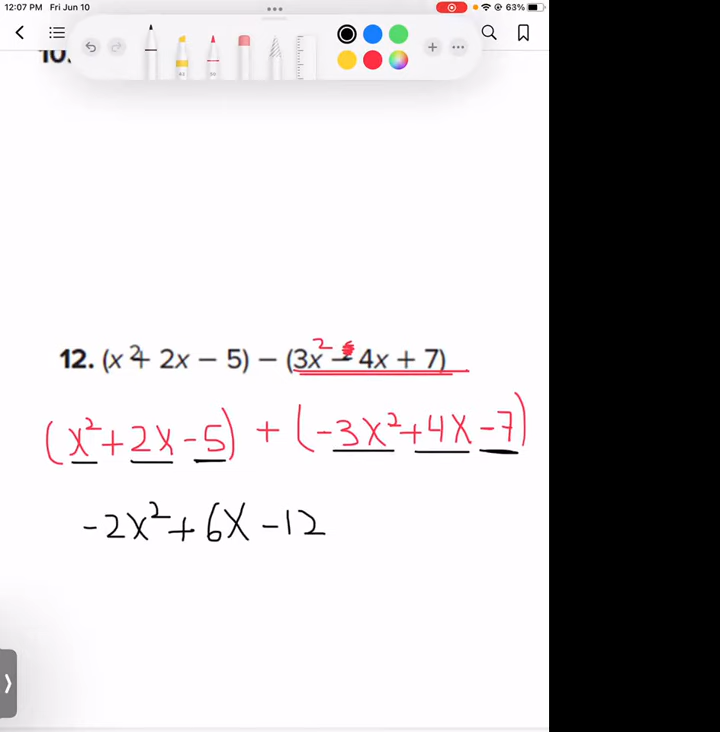 12:07 PM Fri Jun 10
63%
10.
12. (x² + 2x − 5) − (3x² − 4x + 7)
(x²+2x-5) + (-3x²+4x-7)
-2x²+6x-12